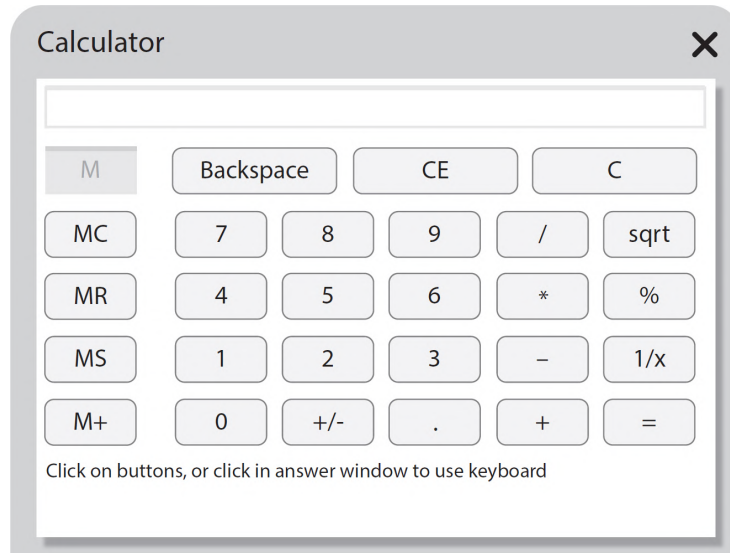 Calculator
M Backspace CE C
MC 7 8 9 / sqrt
MR 4 5 6 * %
MS 1 2 3 – 1/x
M+ 0 +/- . + =
Click on buttons, or click in answer window to use keyboard